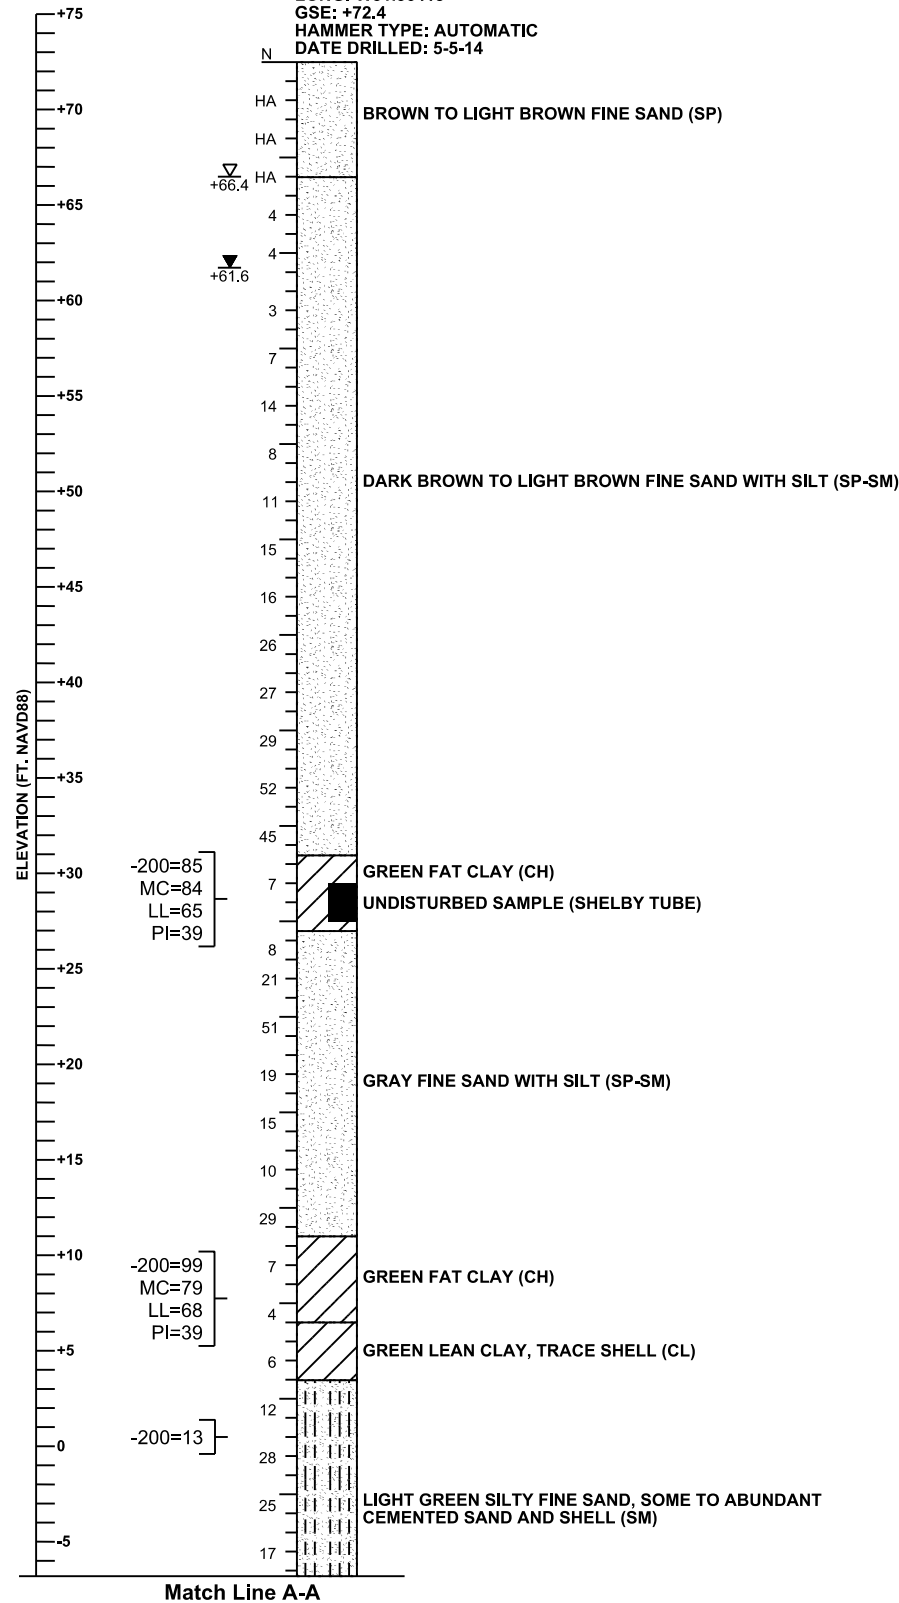 GSE: +72.4
HAMMER TYPE: AUTOMATIC
DATE DRILLED: 5-5-14
N
+75
HA
+70
BROWN TO LIGHT BROWN FINE SAND (SP)
HA
HA
+66.4
+65
4
4
+61.6
+60
3
7
+55
14
8
DARK BROWN TO LIGHT BROWN FINE SAND WITH SILT (SP-SM)
+50
11
15
+45
16
26
+40
27
ELEVATION (FT. NAVD88)
29
+35
52
45
-200=85
MC=84
LL=65
PI=39
+30
7
GREEN FAT CLAY (CH)
UNDISTURBED SAMPLE (SHELBY TUBE)
8
+25
21
51
+20
19
GRAY FINE SAND WITH SILT (SP-SM)
15
+15
10
29
+10
-200=99
MC=79
LL=68
PI=39
7
GREEN FAT CLAY (CH)
4
+5
6
GREEN LEAN CLAY, TRACE SHELL (CL)
12
-200=13
0
28
25
LIGHT GREEN SILTY FINE SAND, SOME TO ABUNDANT
CEMENTED SAND AND SHELL (SM)
-5
17
Match Line A-A